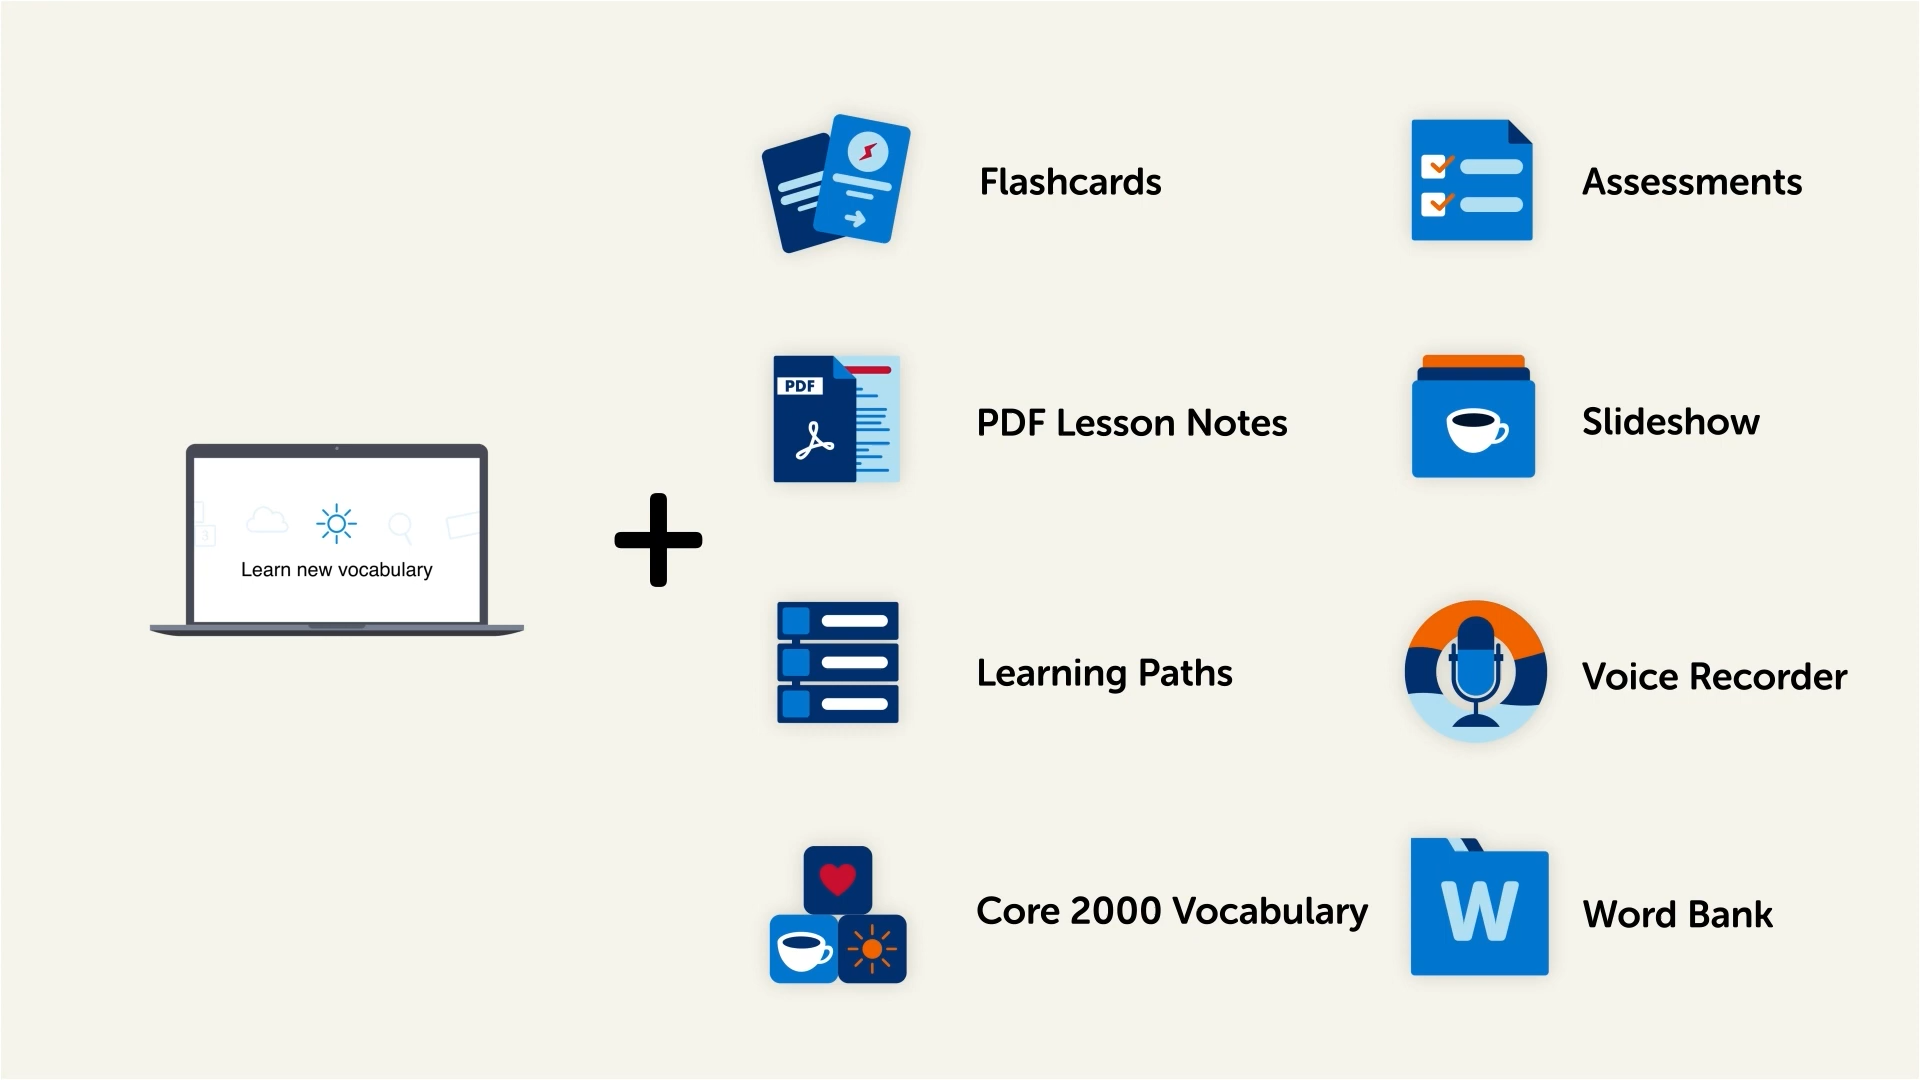 Learn new vocabulary
Flashcards
Assessments
PDF
PDF Lesson Notes
Slideshow
Learning Paths
Voice Recorder
Core 2000 Vocabulary
W
Word Bank
3